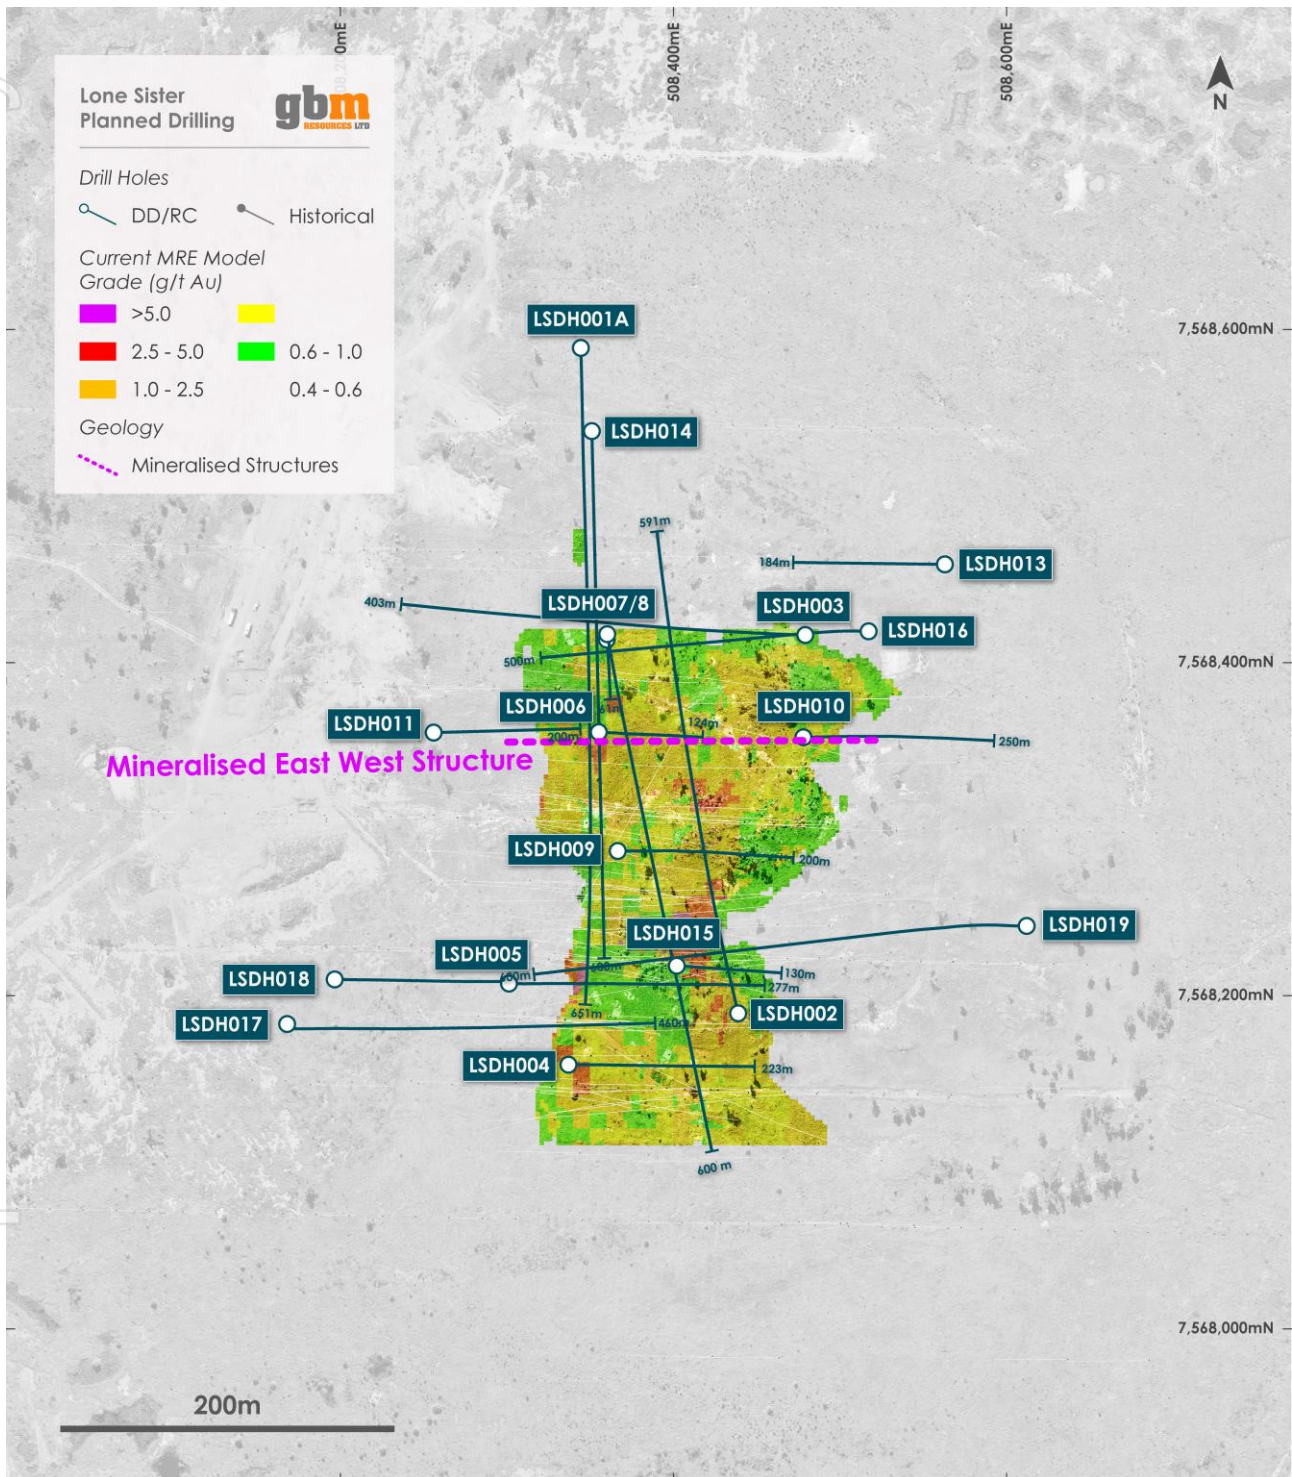 508,400mE
508,600mE
Lone Sister
Planned Drilling
gbm
RESOURCES LTD
N
Drill Holes
DD/RC
Historical
Current MRE Model
Grade (g/t Au)
>5.0
2.5 - 5.0
0.6 - 1.0
1.0 - 2.5
0.4 - 0.6
Geology
Mineralised Structures
LSDH001A
7,568,600mN
LSDH014
591m
184m
LSDH013
403m
LSDH007/8
LSDH003
LSDH016
500m
7,568,400mN
61m
LSDH006
LSDH010
LSDH011
200m
124m
250m
Mineralised East West Structure
LSDH009
200m
LSDH015
LSDH019
LSDH005
600m
600m
130m
LSDH018
277m
651m
LSDH002
7,568,200mN
LSDH017
460m
LSDH004
223m
600 m
7,568,000mN
200m